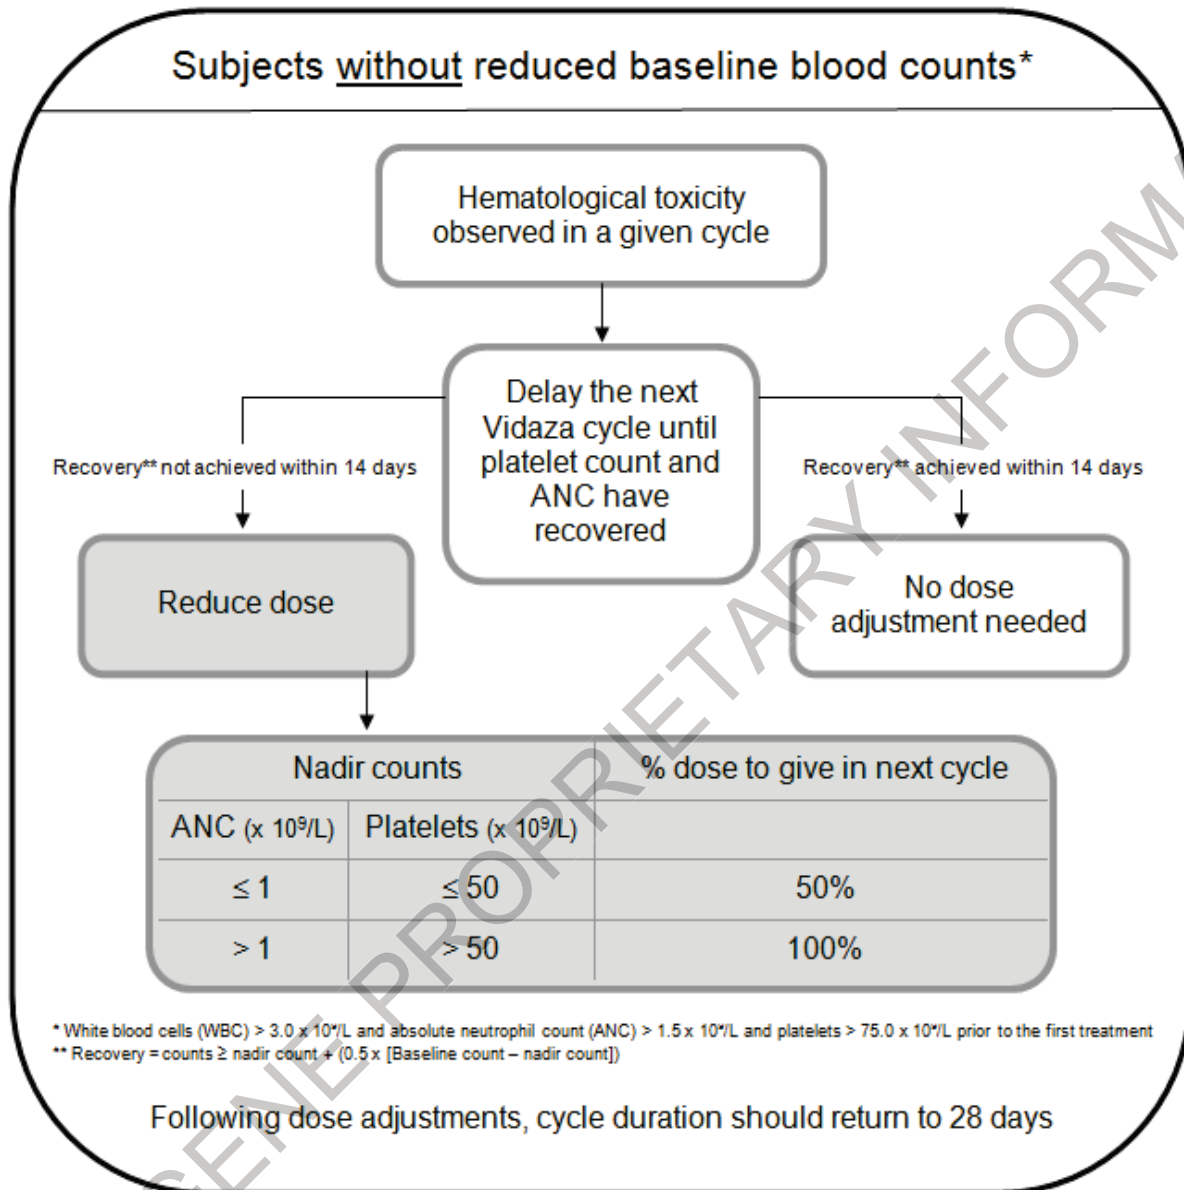 Subjects without reduced baseline blood counts*
Hematological toxicity
observed in a given cycle
Delay the next
Vidaza cycle until
platelet count and
ANC have
recovered
Recovery** not achieved within 14 days
Recovery** achieved within 14 days
Reduce dose
No dose
adjustment needed
Nadir counts % dose to give in next cycle
ANC (x 10⁹/L) Platelets (x 10⁹/L)
≤ 1 ≤ 50 50%
> 1 > 50 100%
* White blood cells (WBC) > 3.0 x 10⁹/L and absolute neutrophil count (ANC) > 1.5 x 10⁹/L and platelets > 75.0 x 10⁹/L prior to the first treatment
** Recovery = counts ≥ nadir count + (0.5 x [Baseline count – nadir count])
Following dose adjustments, cycle duration should return to 28 days
GENE PROPRIETARY INFORMA